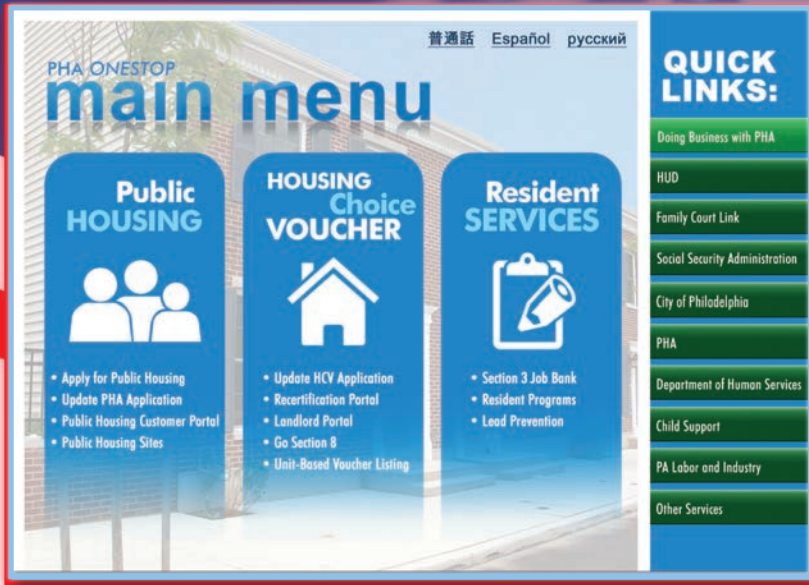 普通話 Español русский
PHA ONESTOP
main menu
Public
HOUSING
• Apply for Public Housing
• Update PHA Application
• Public Housing Customer Portal
• Public Housing Sites
HOUSING
Choice
VOUCHER
• Update HCV Application
• Recertification Portal
• Landlord Portal
• Go Section 8
• Unit-Based Voucher Listing
Resident
SERVICES
• Section 3 Job Bank
• Resident Programs
• Lead Prevention
QUICK
LINKS:
Doing Business with PHA
HUD
Family Court Link
Social Security Administration
City of Philadelphia
PHA
Department of Human Services
Child Support
PA Labor and Industry
Other Services